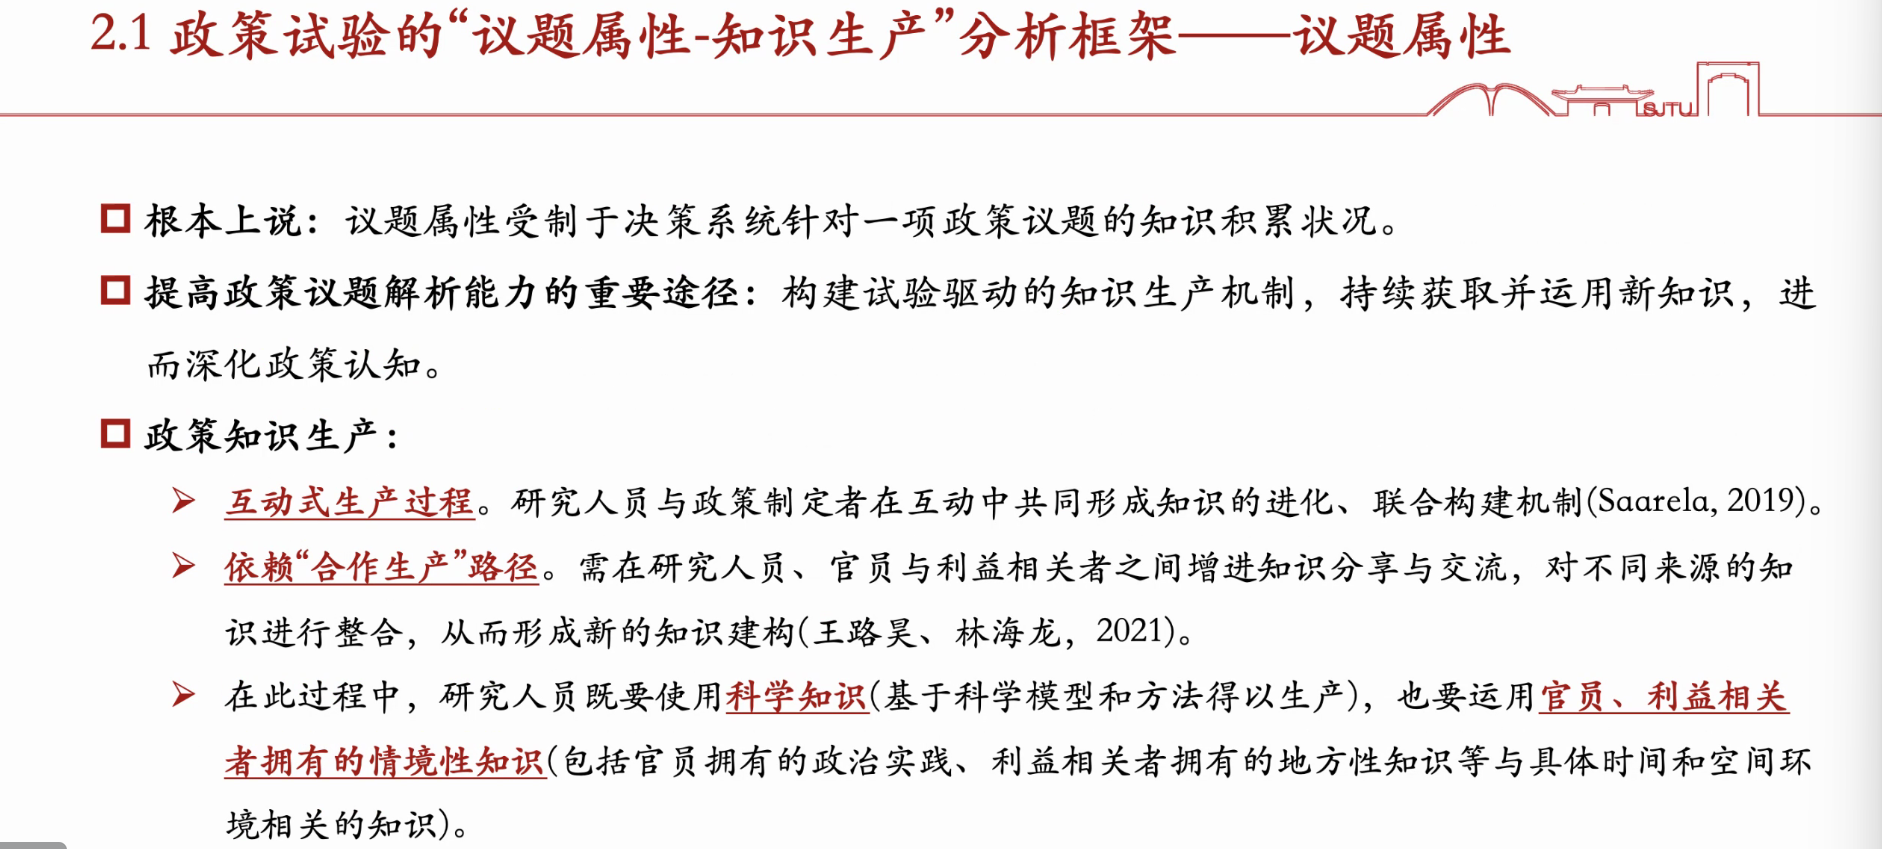 2.1 政策试验的“议题属性-知识生产”分析框架——议题属性
SJTU
根本上说：议题属性受制于决策系统针对一项政策议题的知识积累状况。
提高政策议题解析能力的重要途径：构建试验驱动的知识生产机制，持续获取并运用新知识，进
而深化政策认知。
政策知识生产：
互动式生产过程。研究人员与政策制定者在互动中共同形成知识的进化、联合构建机制(Saarela, 2019)。
依赖“合作生产”路径。需在研究人员、官员与利益相关者之间增进知识分享与交流，对不同来源的知
识进行整合，从而形成新的知识建构(王路昊、林海龙，2021)。
在此过程中，研究人员既要使用科学知识(基于科学模型和方法得以生产)，也要运用官员、利益相关
者拥有的情境性知识(包括官员拥有的政治实践、利益相关者拥有的地方性知识等与具体时间和空间环
境相关的知识)。